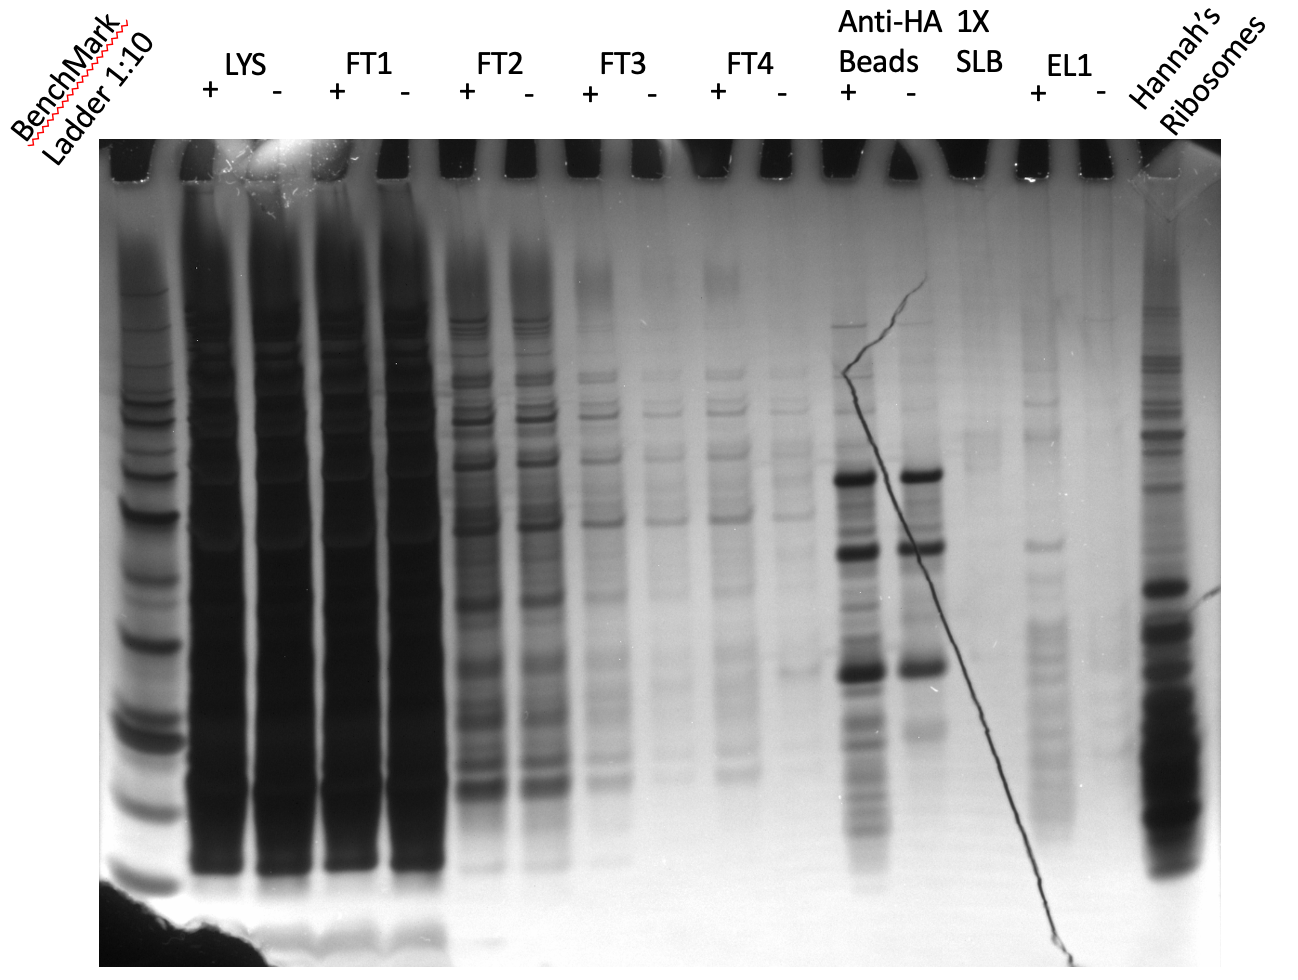 BenchMark
Ladder 1:10
LYS
FT1
FT2
FT3
FT4
Anti-HA
Beads
1X
SLB
EL1
Hannah's
Ribosomes
+ - + - + - + - + - + - + -